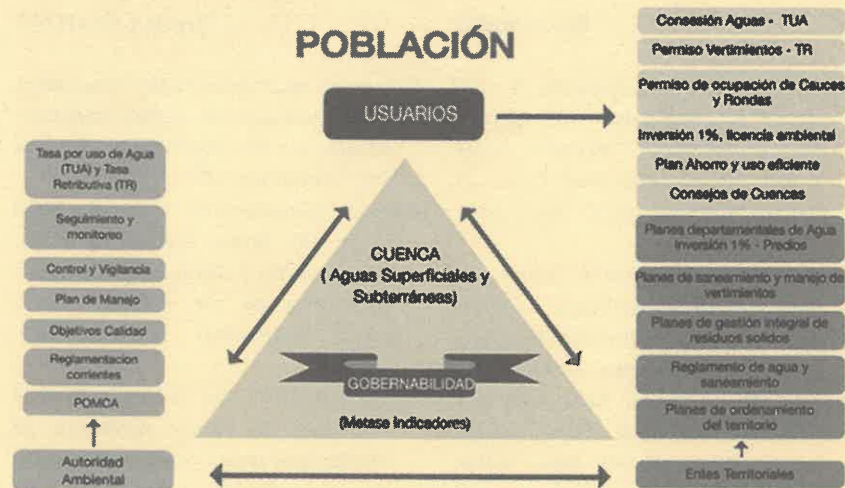 POBLACIÓN
USUARIOS
Consesión Aguas - TUA
Permiso Vertimientos - TR
Permiso de ocupación de Cauces
y Rondas
Inversión 1%, licencia ambiental
Plan Ahorro y uso eficiente
Consejos de Cuencas
Planes departamentales de Agua
Inversión 1% - Predios
Planes de saneamiento y manejo de
vertimientos
Planes de gestión integral de
residuos solidos
Reglamento de agua y
saneamiento
Planes de ordenamiento
del territorio
Entes Territoriales
Tasa por uso de Agua
(TUA) y Tasa
Retributiva (TR)
Seguimiento y
monitoreo
Control y Vigilancia
Plan de Manejo
Objetivos Calidad
Reglamentacion
corrientes
POMCA
Autoridad
Ambiental
CUENCA
( Aguas Superficiales y
Subterráneas)
GOBERNABILIDAD
(Metase Indicadores)